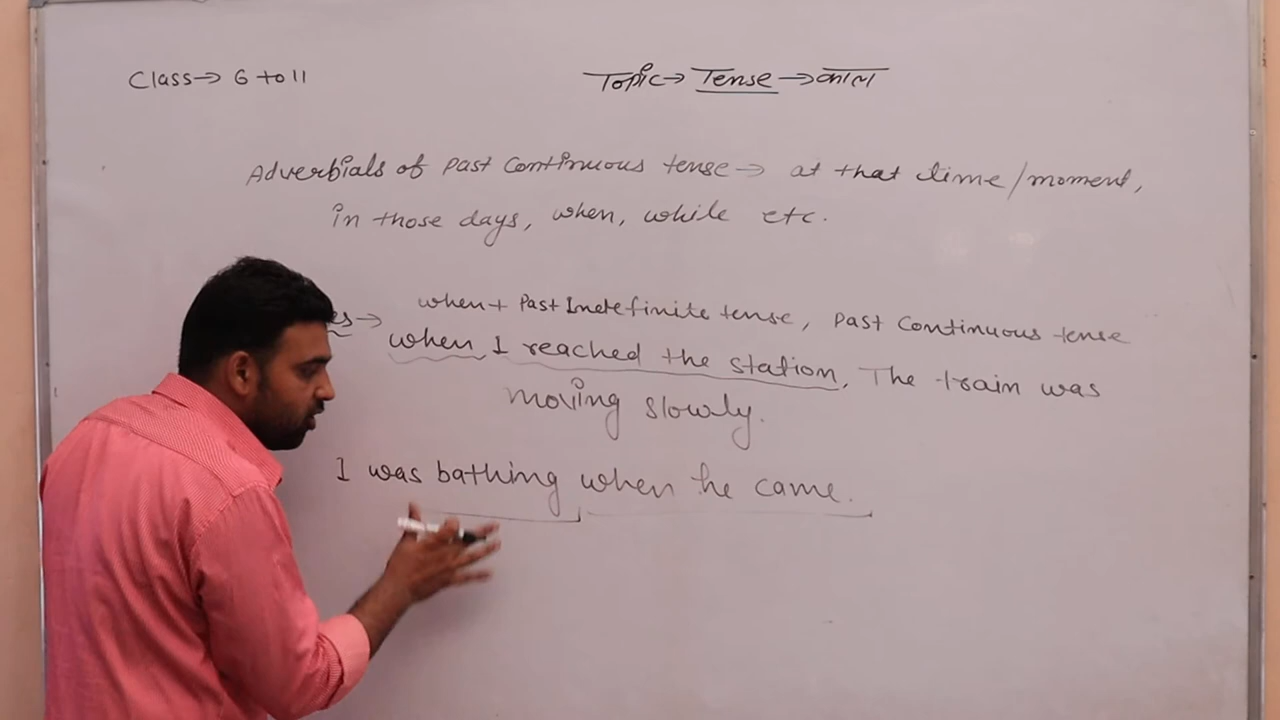 Class→ 6 to 11
Topic→ Tense →काल
Adverbials of Past Continuous tense→ at that time/moment,
in those days, when, while etc.
when + Past Indefinite tense, Past Continuous tense
es→ when I reached the station, The train was
moving slowly.
I was bathing when he came.